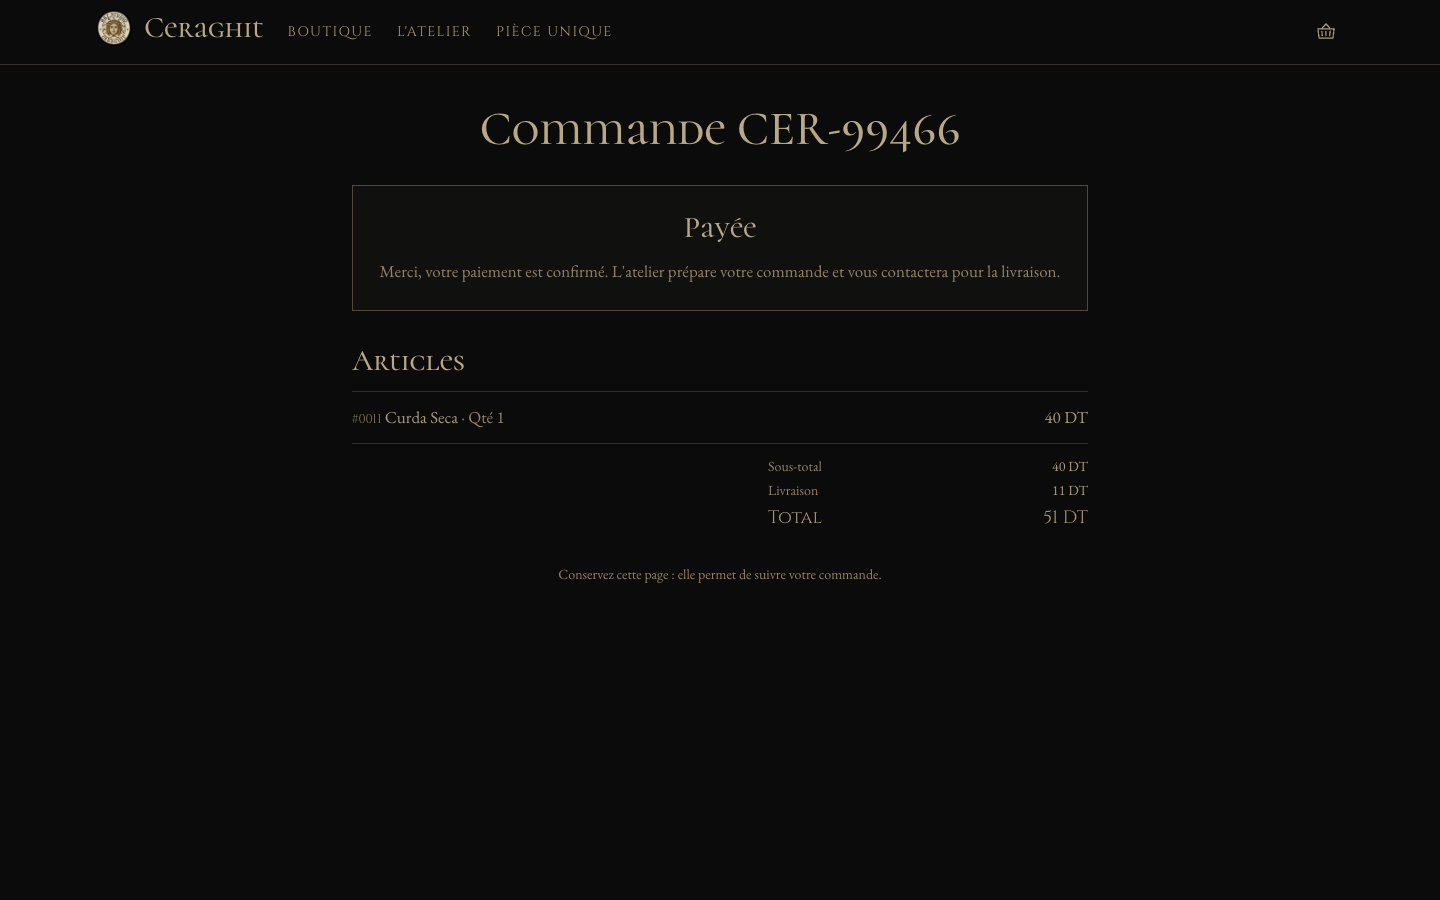 Ceraghit BOUTIQUE L'ATELIER PIÈCE UNIQUE
Commande CER-99466
Payée
Merci, votre paiement est confirmé. L'atelier prépare votre commande et vous contactera pour la livraison.
Articles
#0011 Curda Seca · Qté 1 40 DT
Sous-total 40 DT
Livraison 11 DT
Total 51 DT
Conservez cette page : elle permet de suivre votre commande.